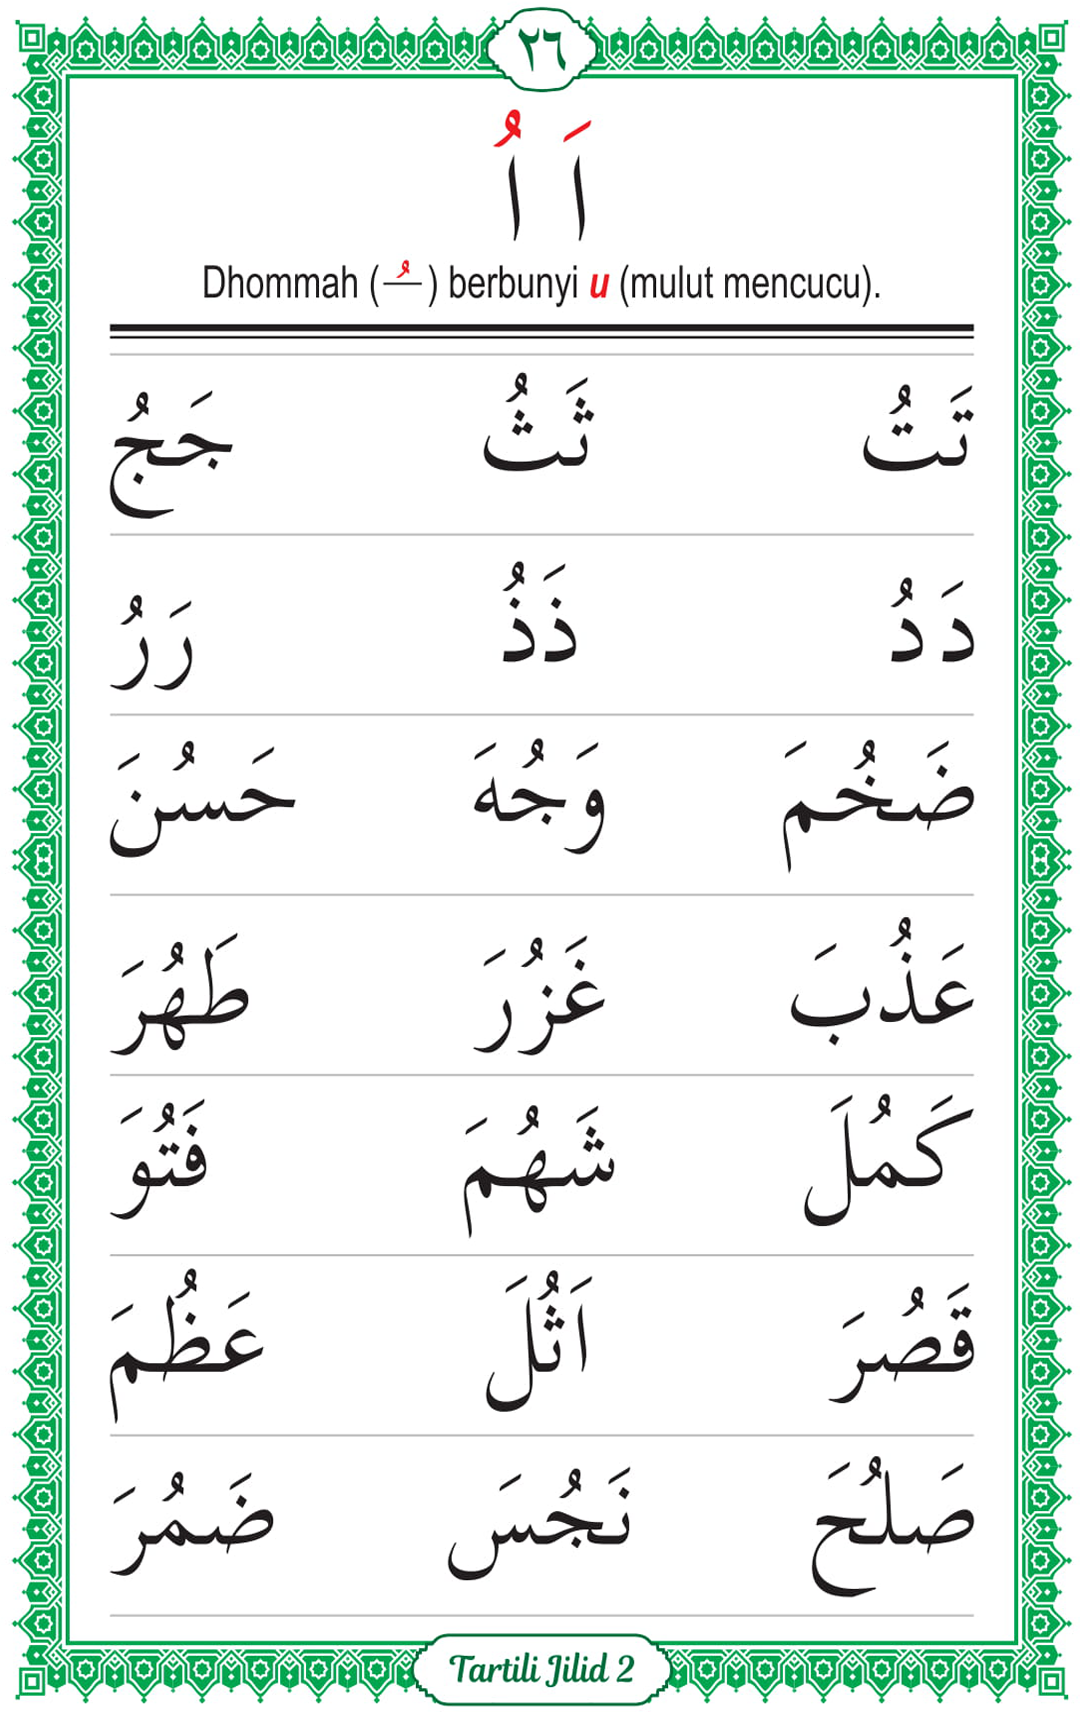 ٢٦
اَ اُ
Dhommah (ـُ) berbunyi u (mulut mencucu).
تَتُ ثَثُ جَجُ
دَدُ ذَذُ رَرُ
ضَخُمَ وَجُهَ حَسُنَ
عَذُبَ غَزُرَ طَهُرَ
كَمُلَ شَهُمَ فَتُوَ
قَصُرَ اَثُلَ عَظُمَ
صَلُحَ نَجُسَ ضَمُرَ
Tartili Jilid 2